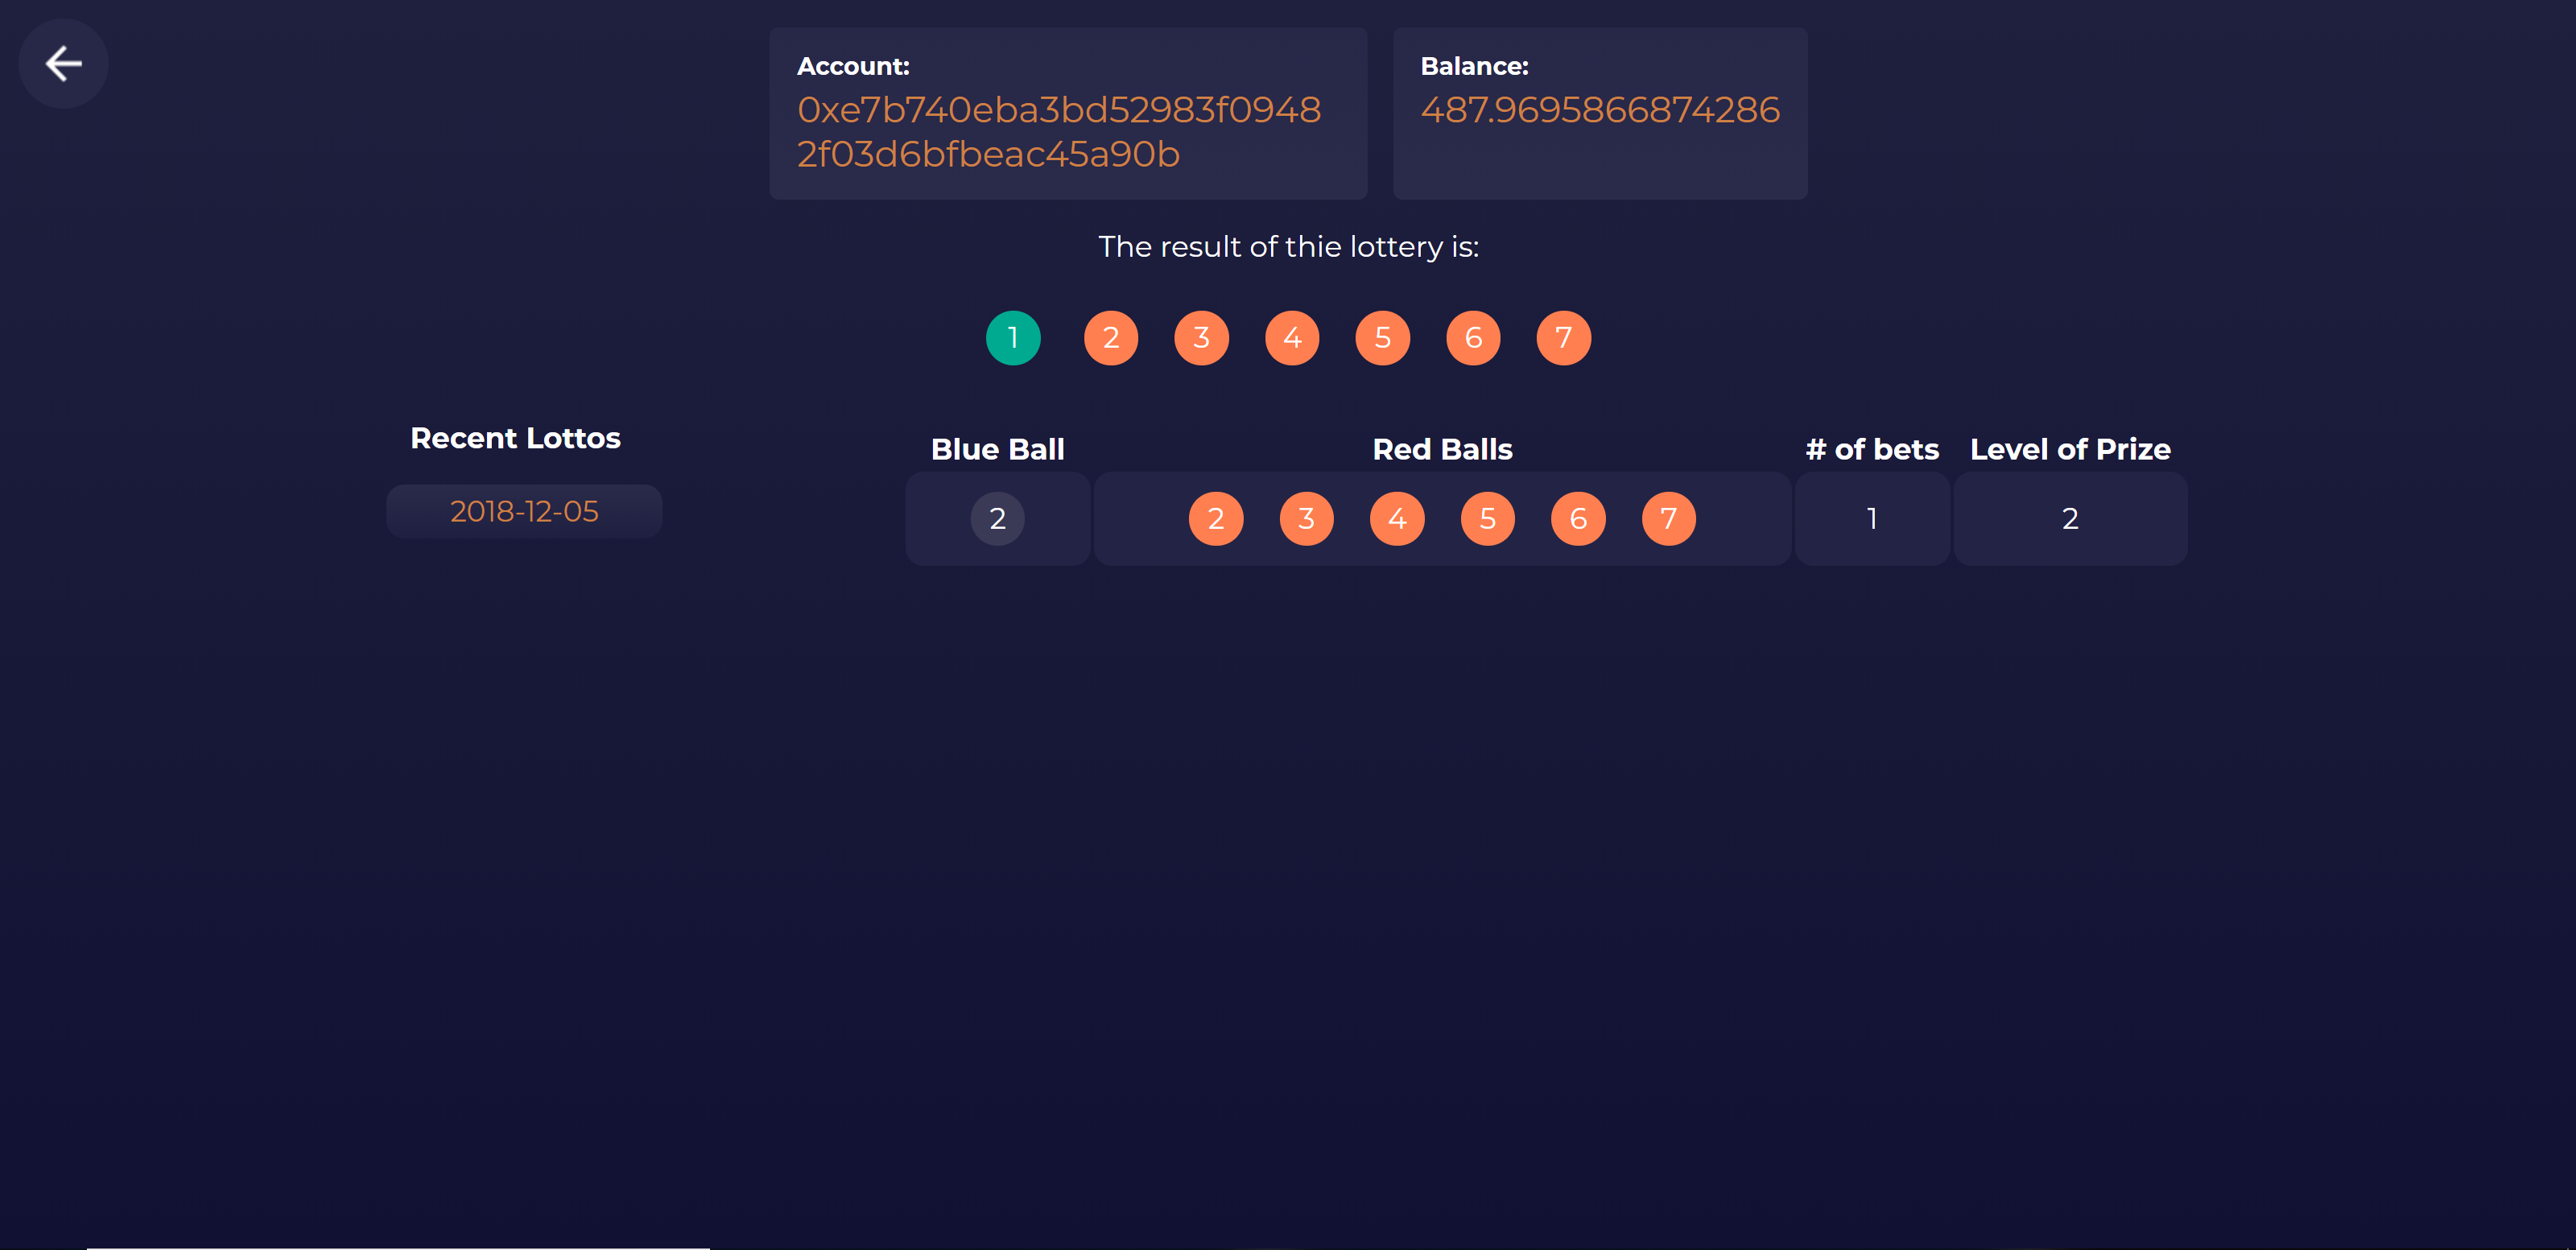 Account:
0xe7b740eba3bd52983f0948
2f03d6bfbeac45a90b
Balance:
487.9695866874286
The result of thie lottery is:
1 2 3 4 5 6 7
Recent Lottos
2018-12-05
Blue Ball Red Balls # of bets Level of Prize
2 2 3 4 5 6 7 1 2